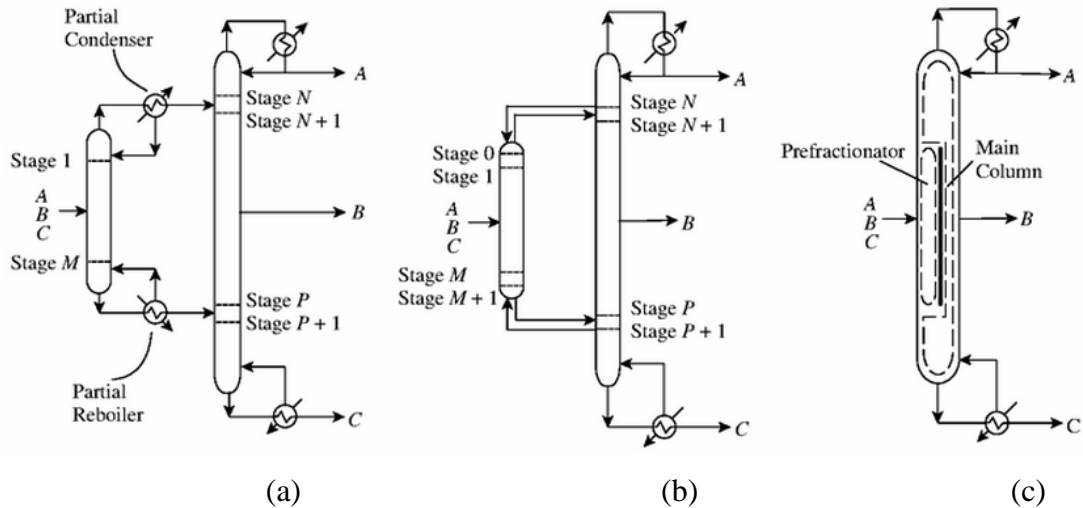 Partial
Condenser
A
Stage N
Stage N + 1
Stage 1
A
B
C
B
Stage M
Stage P
Stage P + 1
Partial
Reboiler
C
A
Stage N
Stage N + 1
Stage 0
Stage 1
A
B
C
B
Stage M
Stage M + 1
Stage P
Stage P + 1
C
A
Prefractionator
Main
Column
A
B
C
B
C
(a) (b) (c)